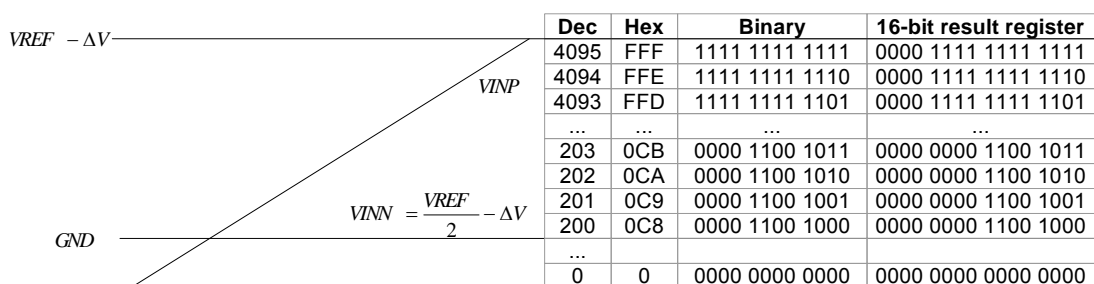 VREF − ΔV
VINP
VINN = VREF/2 − ΔV
GND
Dec Hex Binary 16-bit result register
4095 FFF 1111 1111 1111 0000 1111 1111 1111
4094 FFE 1111 1111 1110 0000 1111 1111 1110
4093 FFD 1111 1111 1101 0000 1111 1111 1101
... ... ... ...
203 0CB 0000 1100 1011 0000 0000 1100 1011
202 0CA 0000 1100 1010 0000 0000 1100 1010
201 0C9 0000 1100 1001 0000 0000 1100 1001
200 0C8 0000 1100 1000 0000 0000 1100 1000
...
0 0 0000 0000 0000 0000 0000 0000 0000